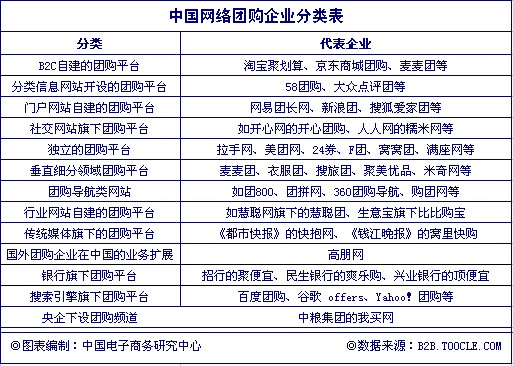 中国网络团购企业分类表
分类 代表企业
B2C自建的团购平台 淘宝聚划算、京东商城团购、麦麦团等
分类信息网站开设的团购平台 58团购、大众点评团等
门户网站自建的团购平台 网易团长网、新浪团、搜狐爱家团等
社交网站旗下团购平台 如开心网的开心团购、人人网的糯米网等
独立的团购平台 拉手网、美团网、24券、F团、窝窝团、满座网等
垂直细分领域团购平台 麦麦团、衣服团、搜旅团、聚美优品、米奇网等
团购导航类网站 如团800、团拼网、360团购导航、购团网等
行业网站自建的团购平台 如慧聪网旗下的慧聪团、生意宝旗下比比购宝
传统媒体旗下的团购平台 《都市快报》的快抱网、《钱江晚报》的窝里快购
国外团购企业在中国的业务扩展 高朋网
银行旗下团购平台 招行的聚便宜、民生银行的爽乐购、兴业银行的顶便宜
搜索引擎旗下团购平台 百度团购、谷歌 offers、Yahoo! 团购等
央企下设团购频道 中粮集团的我买网
◎图表编制：中国电子商务研究中心 ◎数据来源：B2B.TOOCLE.COM